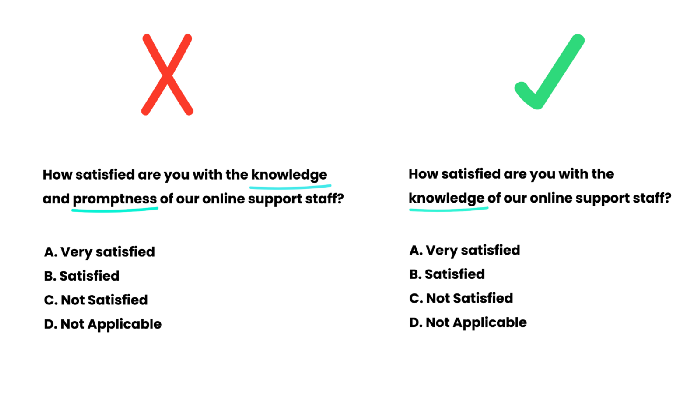 How satisfied are you with the knowledge
and promptness of our online support staff?
A. Very satisfied
B. Satisfied
C. Not Satisfied
D. Not Applicable
How satisfied are you with the
knowledge of our online support staff?
A. Very satisfied
B. Satisfied
C. Not Satisfied
D. Not Applicable